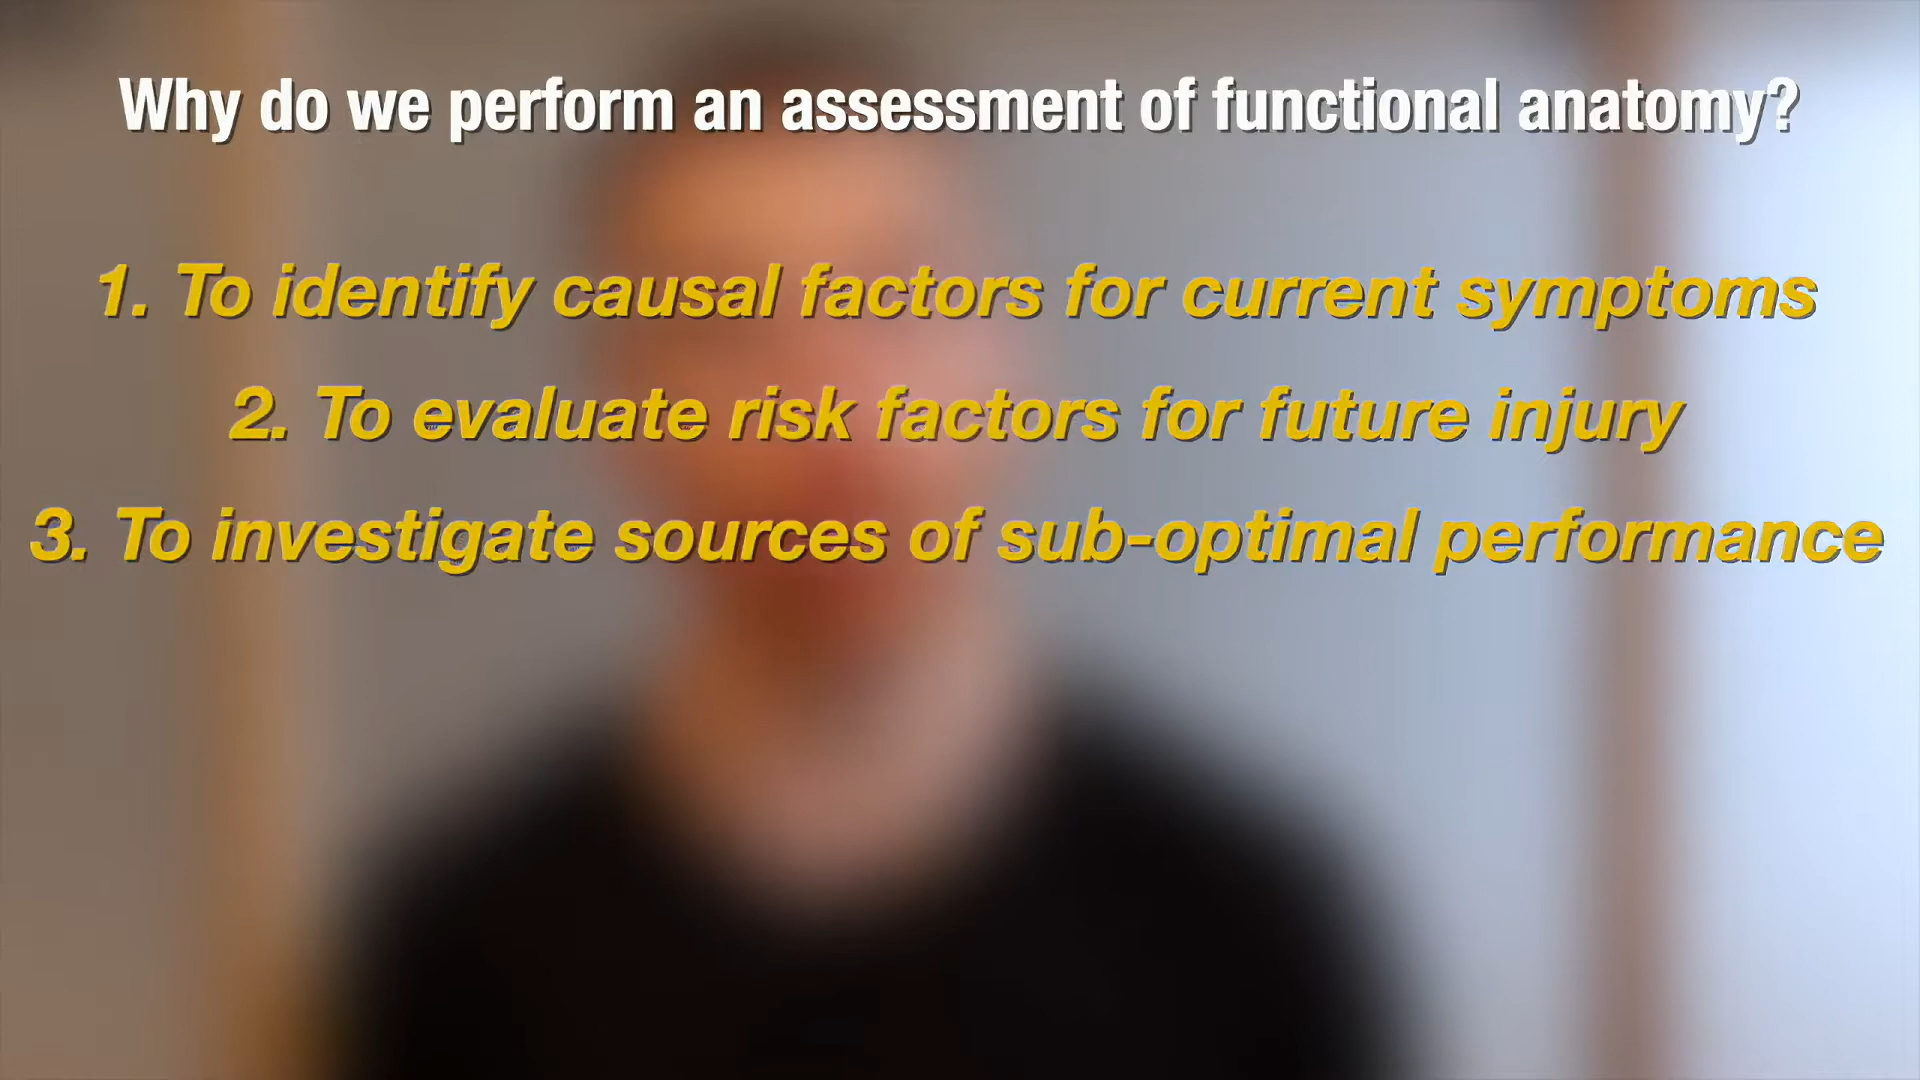 Why do we perform an assessment of functional anatomy?
1. To identify causal factors for current symptoms
2. To evaluate risk factors for future injury
3. To investigate sources of sub-optimal performance